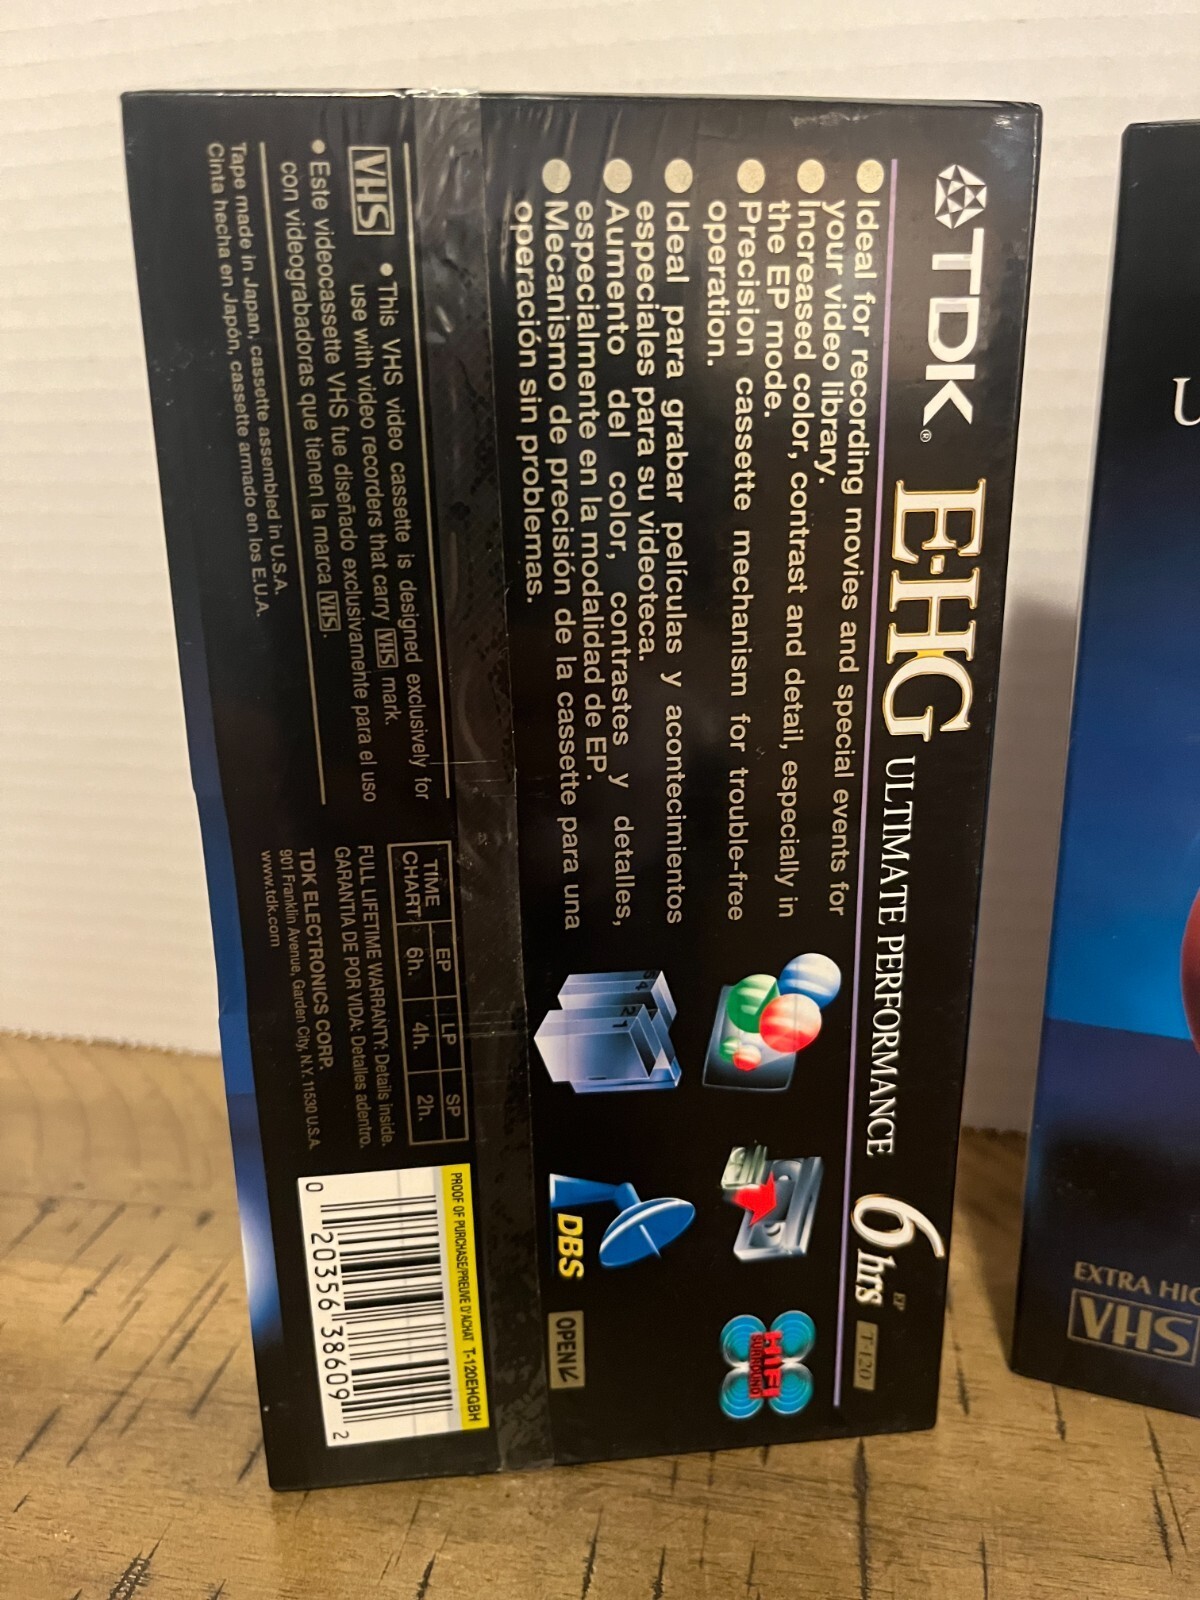 TDK® E-HG ULTIMATE PERFORMANCE 6 hrs EP T-120
Ideal for recording movies and special events for
your video library.
Increased color, contrast and detail, especially in
the EP mode.
Precision cassette mechanism for trouble-free
operation.
Ideal para grabar películas y acontecimientos
especiales para su videoteca.
Aumento del color, contrastes y detalles,
especialmente en la modalidad de EP.
Mecanismo de precisión de la cassette para una
operación sin problemas.
HI-FI
SURROUND
DBS
OPEN
VHS
• This VHS video cassette is designed exclusively for
use with video recorders that carry VHS mark.
• Este videocassette VHS fue diseñado exclusivamente para el uso
con videograbadoras que tienen la marca VHS.
Tape made in Japan, cassette assembled in U.S.A.
Cinta hecha en Japón, cassette armado en los E.U.A.
TIME CHART EP LP SP
6h. 4h. 2h.
FULL LIFETIME WARRANTY: Details inside.
GARANTIA DE POR VIDA: Detalles adentro.
TDK ELECTRONICS CORP.
901 Franklin Avenue, Garden City, N.Y. 11530 U.S.A.
www.tdk.com
PROOF OF PURCHASE/PREUVE D'ACHAT T-120EHGBH
0 20356 38609 2
U
EXTRA HIG
VHS